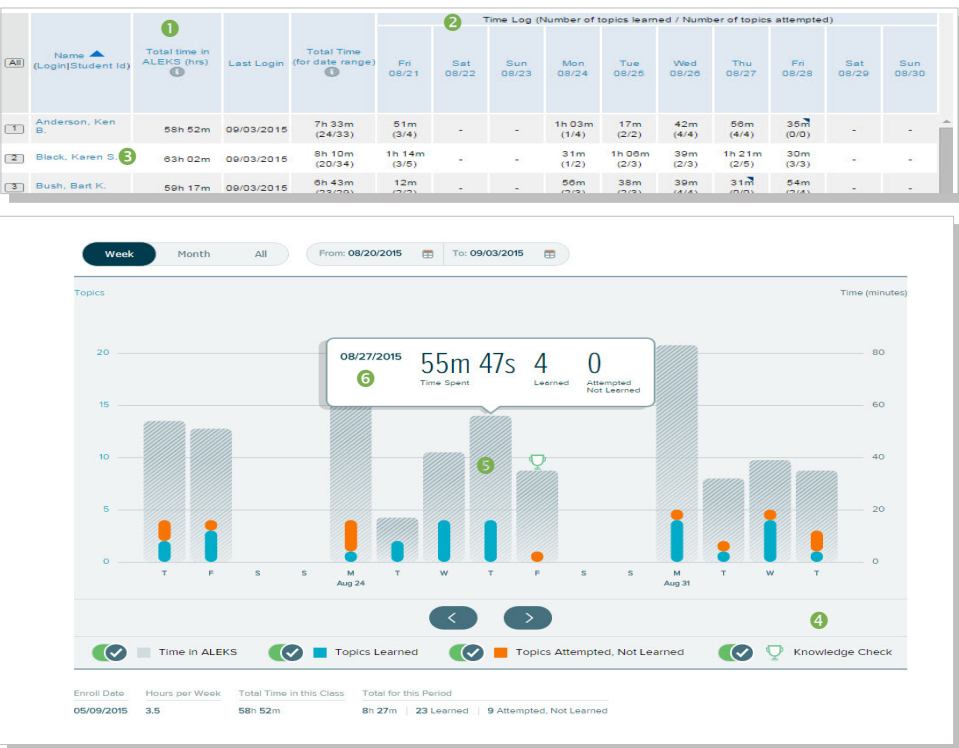 1
2 Time Log (Number of topics learned / Number of topics attempted)
All Name (Login|Student Id) Total time in ALEKS (hrs) Last Login Total Time (for date range) Fri 08/21 Sat 08/22 Sun 08/23 Mon 08/24 Tue 08/25 Wed 08/26 Thu 08/27 Fri 08/28 Sat 08/29 Sun 08/30
1 Anderson, Ken B. 58h 52m 09/03/2015 7h 33m (24/33) 51m (3/4) - - 1h 03m (1/4) 17m (2/2) 42m (4/4) 56m (4/4) 35m (0/0) - -
2 Black, Karen S. 3 63h 02m 09/03/2015 8h 10m (20/34) 1h 14m (3/5) - - 31m (1/2) 1h 06m (2/3) 39m (2/3) 1h 21m (2/5) 30m (3/3) - -
3 Bush, Bart K. 59h 17m 09/03/2015 6h 43m 12m - - 56m 38m 39m 31m 54m - -
Week Month All From: 08/20/2015 To: 09/03/2015
Topics Time (minutes)
20 80
08/27/2015 55m 47s 4 0
6 Time Spent Learned Attempted
Not Learned
15 60
10 40
5
5 20
0 0
T F S S M T W T F S S M T W T
Aug 24 Aug 31
< >
4
Time in ALEKS Topics Learned Topics Attempted, Not Learned Knowledge Check
Enroll Date Hours per Week Total Time in this Class Total for this Period
05/09/2015 3.5 58h 52m 8h 27m | 23 Learned | 9 Attempted, Not Learned